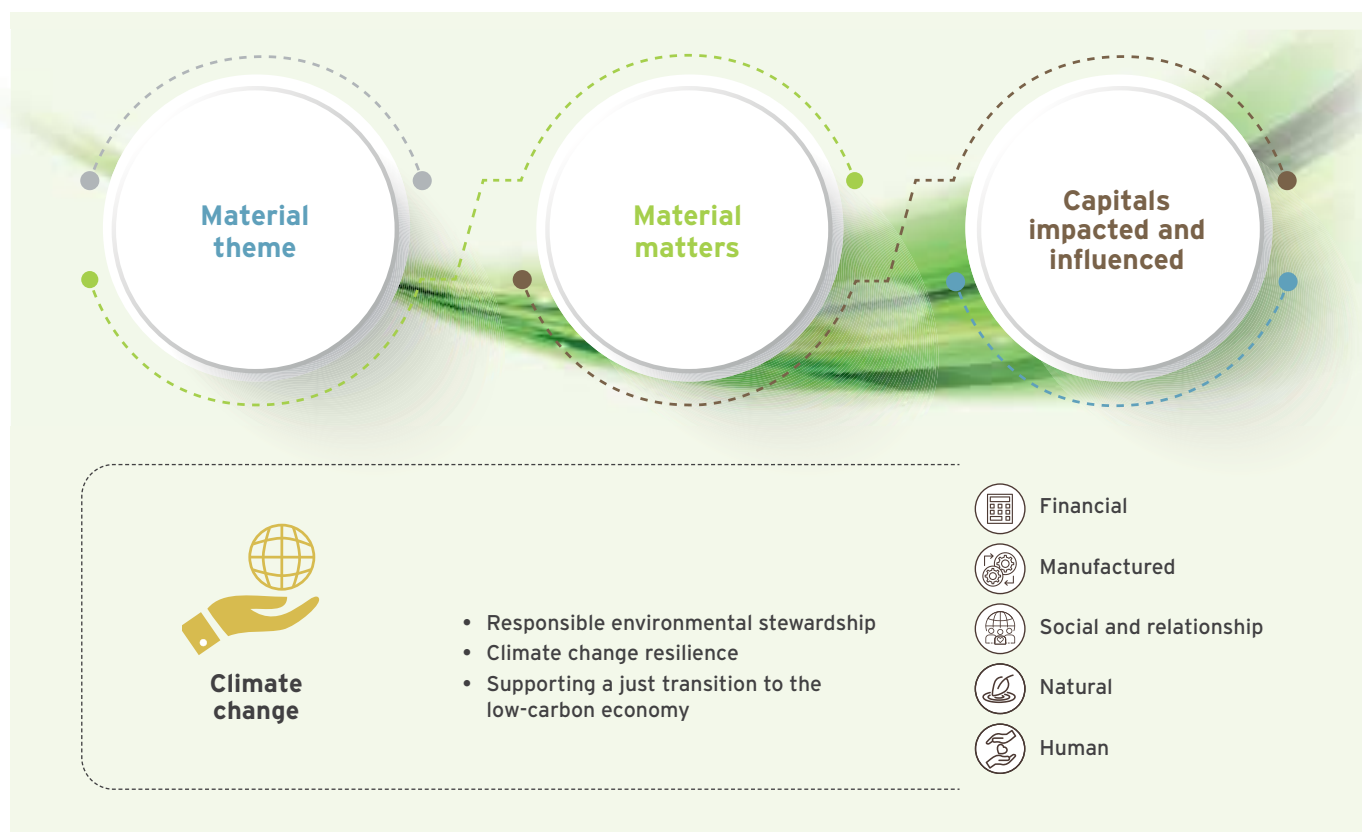 Material
theme
Material
matters
Capitals
impacted and
influenced
Climate
change
• Responsible environmental stewardship
• Climate change resilience
• Supporting a just transition to the
low-carbon economy
Financial
Manufactured
Social and relationship
Natural
Human